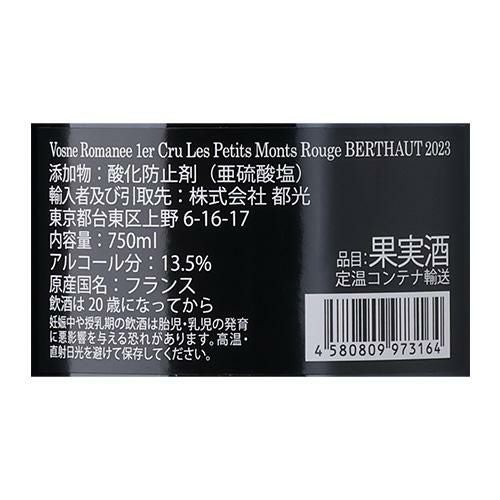 Vosne Romanee 1er Cru Les Petits Monts Rouge BERTHAUT 2023
添加物：酸化防止剤（亜硫酸塩）
輸入者及び引取先：株式会社 都光
東京都台東区上野 6-16-17
内容量：750ml
アルコール分：13.5%
原産国名：フランス
飲酒は 20 歳になってから
妊娠中や授乳期の飲酒は胎児・乳児の発育
に悪影響を与える恐れがあります。高温・
直射日光を避けて保存してください。
品目：果実酒
定温コンテナ輸送
4 580809 973164